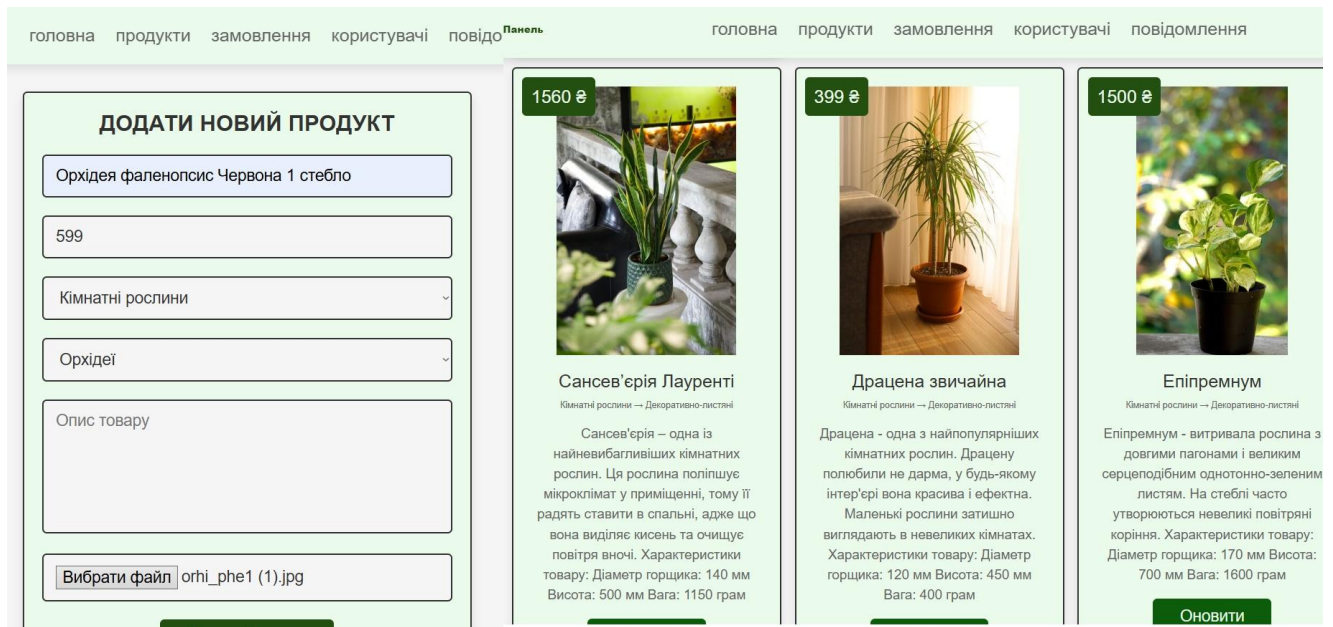 головна продукти замовлення користувачі повідо
ДОДАТИ НОВИЙ ПРОДУКТ
Орхідея фаленопсис Червона 1 стебло
599
Кімнатні рослини
Орхідеї
Опис товару
Вибрати файл orhi_phe1 (1).jpg
Панель
головна продукти замовлення користувачі повідомлення
1560 ₴
Сансев’єрія Лауренті
Кімнатні рослини → Декоративно-листяні
Сансев'єрія – одна із
найневибагливіших кімнатних
рослин. Ця рослина поліпшує
мікроклімат у приміщенні, тому її
радять ставити в спальні, адже що
вона виділяє кисень та очищує
повітря вночі. Характеристики
товару: Діаметр горщика: 140 мм
Висота: 500 мм Вага: 1150 грам
399 ₴
Драцена звичайна
Кімнатні рослини → Декоративно-листяні
Драцена - одна з найпопулярніших
кімнатних рослин. Драцену
полюбили не дарма, у будь-якому
інтер'єрі вона красива і ефектна.
Маленькі рослини затишно
виглядають в невеликих кімнатах.
Характеристики товару: Діаметр
горщика: 120 мм Висота: 450 мм
Вага: 400 грам
1500 ₴
Епіпремнум
Кімнатні рослини → Декоративно-листяні
Епіпремнум - витривала рослина з
довгими пагонами і великим
серцеподібним однотонно-зеленим
листям. На стеблі часто
утворюються невеликі повітряні
коріння. Характеристики товару:
Діаметр горщика: 170 мм Висота:
700 мм Вага: 1600 грам
Оновити